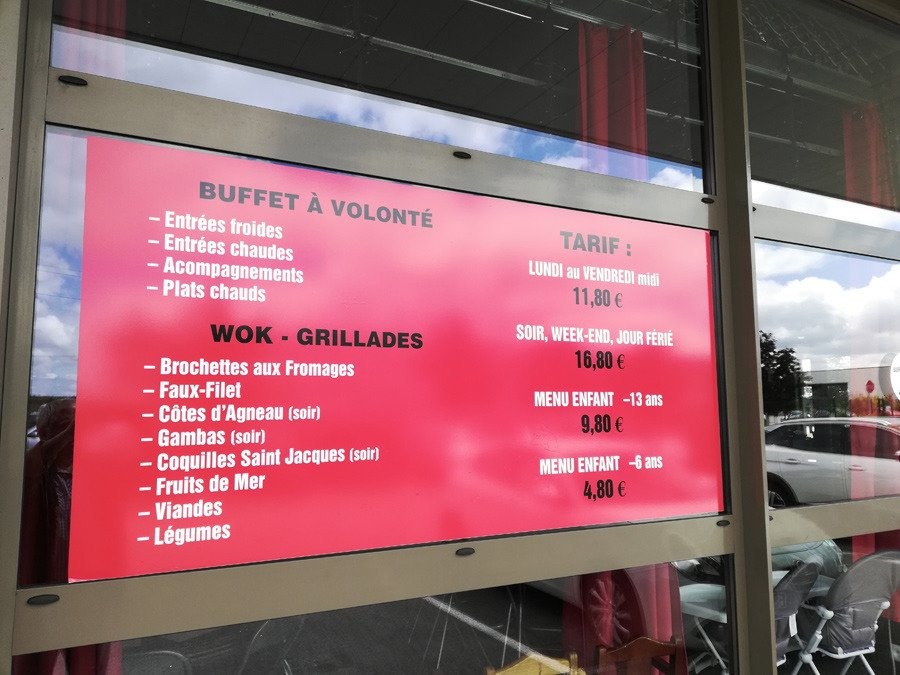 BUFFET À VOLONTÉ
– Entrées froides
– Entrées chaudes
– Acompagnements
– Plats chauds
WOK - GRILLADES
– Brochettes aux Fromages
– Faux-Filet
– Côtes d'Agneau (soir)
– Gambas (soir)
– Coquilles Saint Jacques (soir)
– Fruits de Mer
– Viandes
– Légumes
TARIF :
LUNDI au VENDREDI midi
11,80 €
SOIR, WEEK-END, JOUR FÉRIÉ
16,80 €
MENU ENFANT –13 ans
9,80 €
MENU ENFANT –6 ans
4,80 €